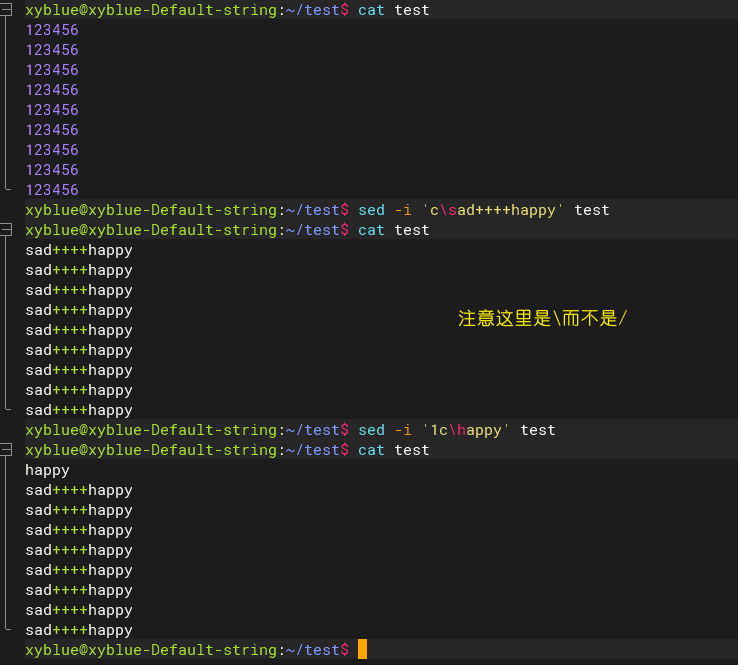 xyblue@xyblue-Default-string:~/test$ cat test
123456
123456
123456
123456
123456
123456
123456
123456
123456
xyblue@xyblue-Default-string:~/test$ sed -i 'c\sad++++happy' test
xyblue@xyblue-Default-string:~/test$ cat test
sad++++happy
sad++++happy
sad++++happy
sad++++happy
注意这里是\而不是/
sad++++happy
sad++++happy
sad++++happy
sad++++happy
sad++++happy
xyblue@xyblue-Default-string:~/test$ sed -i '1c\happy' test
xyblue@xyblue-Default-string:~/test$ cat test
happy
sad++++happy
sad++++happy
sad++++happy
sad++++happy
sad++++happy
sad++++happy
sad++++happy
sad++++happy
xyblue@xyblue-Default-string:~/test$